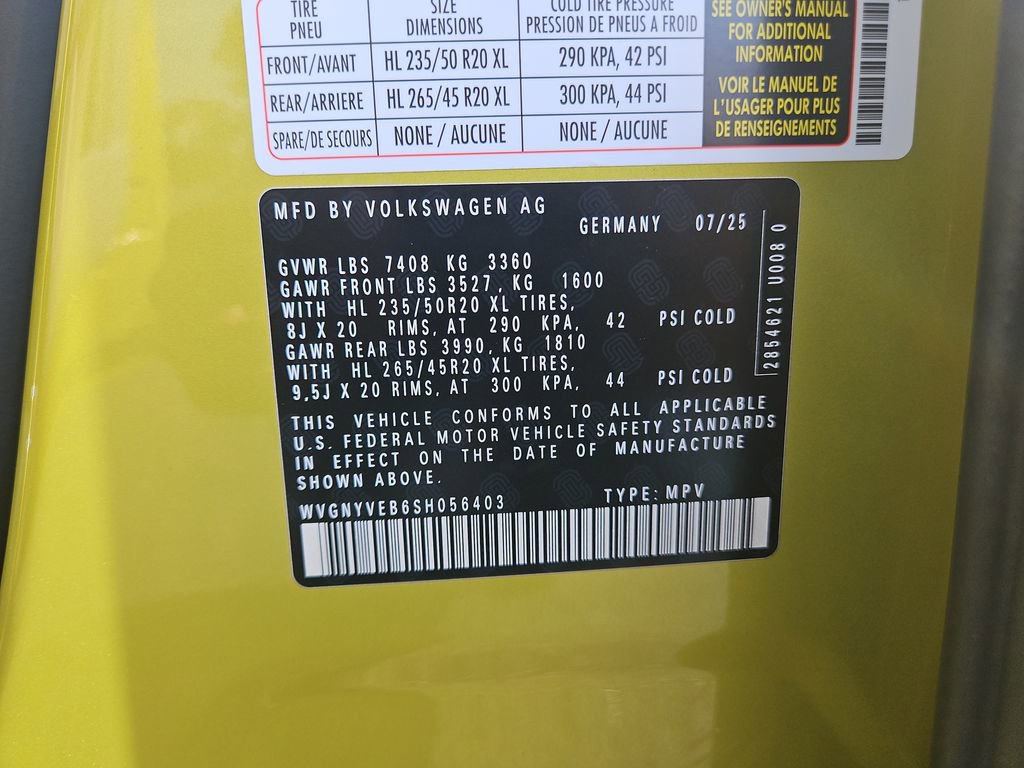 TIRE SIZE COLD TIRE PRESSURE
PNEU DIMENSIONS PRESSION DE PNEUS A FROID
FRONT/AVANT HL 235/50 R20 XL 290 KPA, 42 PSI
REAR/ARRIERE HL 265/45 R20 XL 300 KPA, 44 PSI
SPARE/DE SECOURS NONE / AUCUNE NONE / AUCUNE
SEE OWNER'S MANUAL
FOR ADDITIONAL
INFORMATION
VOIR LE MANUEL DE
L'USAGER POUR PLUS
DE RENSEIGNEMENTS
MFD BY VOLKSWAGEN AG
GERMANY 07/25
GVWR LBS 7408 KG 3360
GAWR FRONT LBS 3527, KG 1600
WITH HL 235/50R20 XL TIRES,
8J X 20 RIMS, AT 290 KPA, 42 PSI COLD
GAWR REAR LBS 3990, KG 1810
WITH HL 265/45R20 XL TIRES,
9,5J X 20 RIMS, AT 300 KPA, 44 PSI COLD
THIS VEHICLE CONFORMS TO ALL APPLICABLE
U.S. FEDERAL MOTOR VEHICLE SAFETY STANDARDS
IN EFFECT ON THE DATE OF MANUFACTURE
SHOWN ABOVE.
WVGNYVEB6SH056403 TYPE: MPV
2854621 U008 0